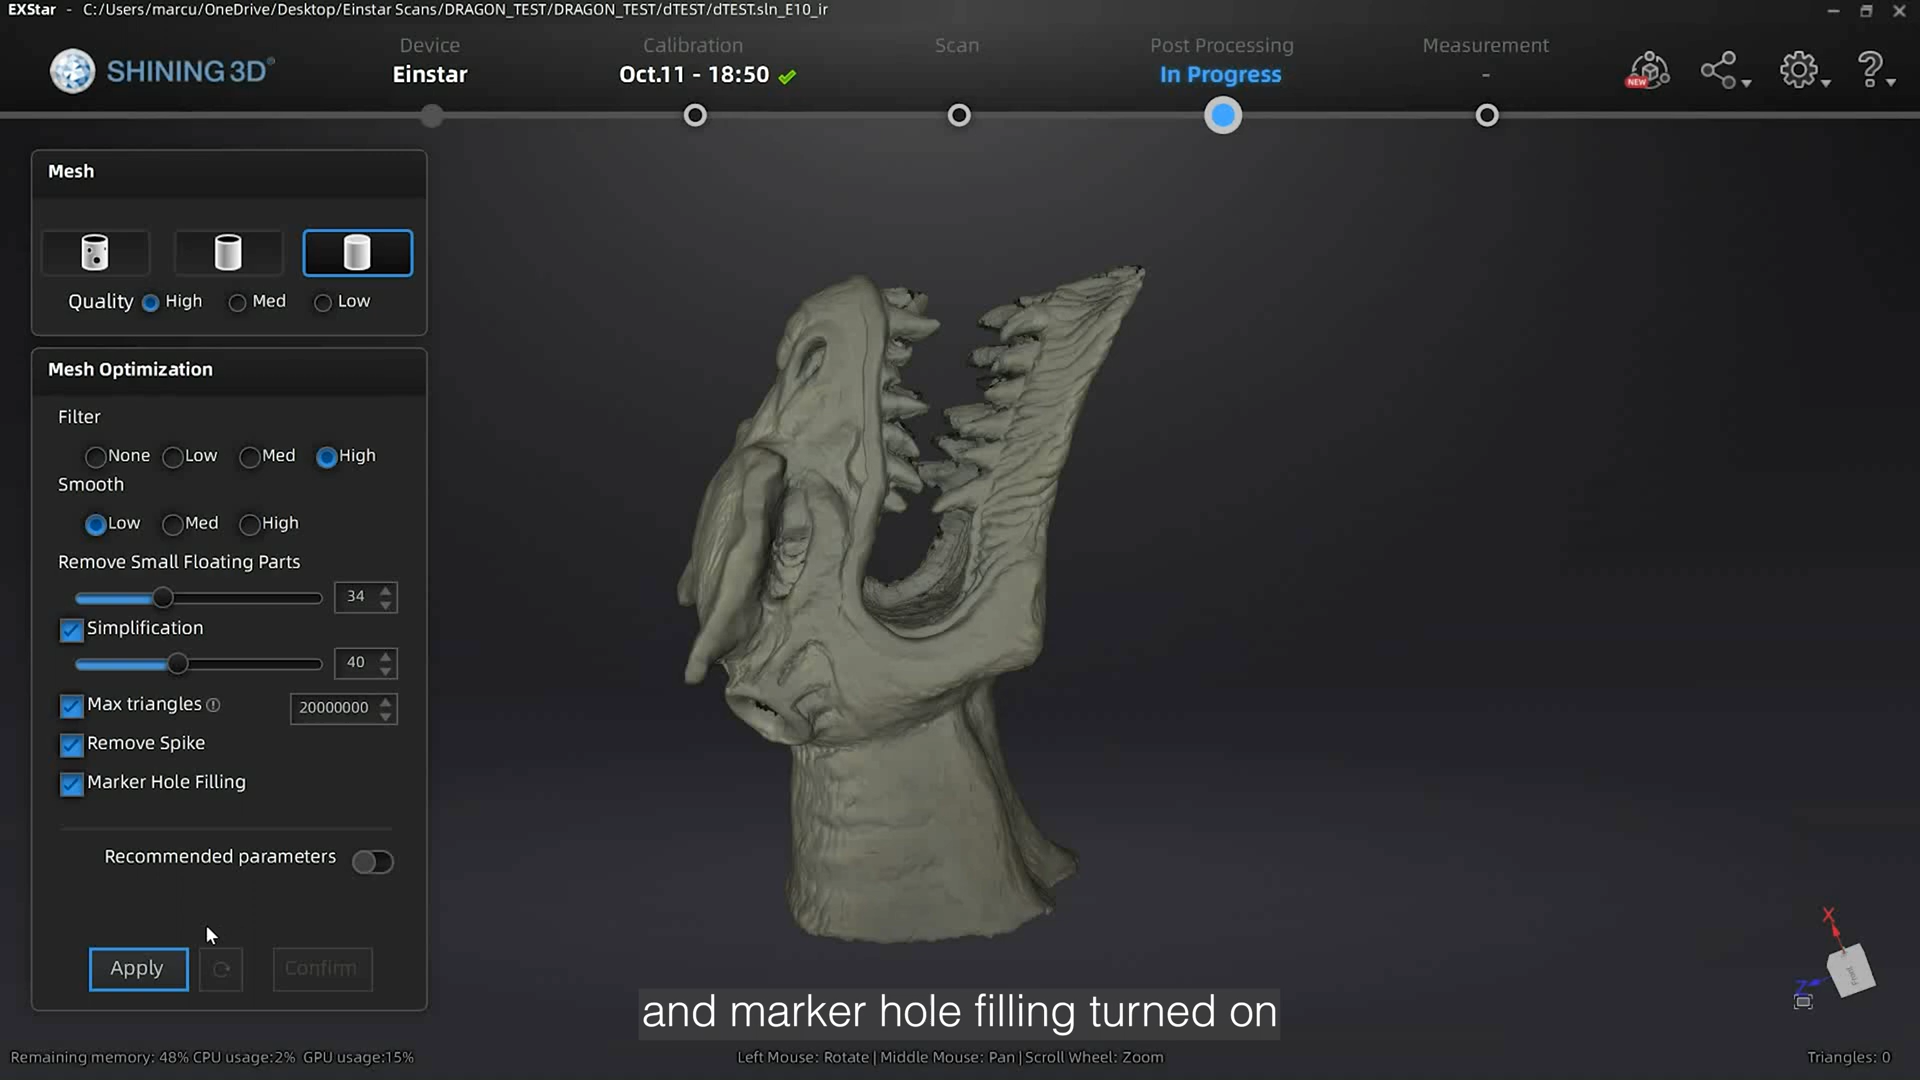 EXStar - C:/Users/marcu/OneDrive/Desktop/Einstar Scans/DRAGON_TEST/DRAGON_TEST/dTEST/dTEST.sln_E10_ir
SHINING 3D®
Device
Einstar
Calibration
Oct.11 - 18:50
Scan
Post Processing
In Progress
Measurement
-
NEW
Mesh
Quality High Med Low
Mesh Optimization
Filter
None Low Med High
Smooth
Low Med High
Remove Small Floating Parts
34
Simplification
40
Max triangles 20000000
Remove Spike
Marker Hole Filling
Recommended parameters
Apply Confirm
X
Z
Front
and marker hole filling turned on
Remaining memory: 48% CPU usage:2% GPU usage:15%
Left Mouse: Rotate | Middle Mouse: Pan | Scroll Wheel: Zoom
Triangles: 0